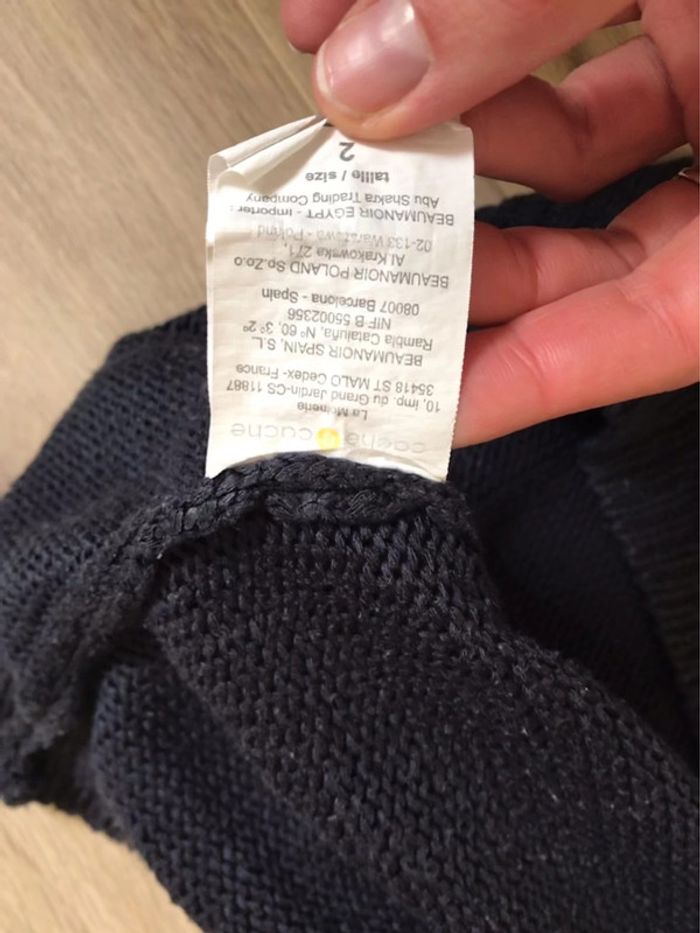 cache cache
La Moinerie
10, imp. du Grand Jardin-CS 11887
35418 ST MALO Cedex- France
BEAUMANOIR SPAIN, S.L.
Rambla Cataluña, Nº 60, 3º 2ª
NIF B 55002356
08007 Barcelona - Spain
BEAUMANOIR POLAND Sp.Zo.o
Al.Krakowska 271,
02-133 Warszawa - Poland
BEAUMANOIR EGYPT - Importer :
Abu Shakra Trading Company
taille / size
2